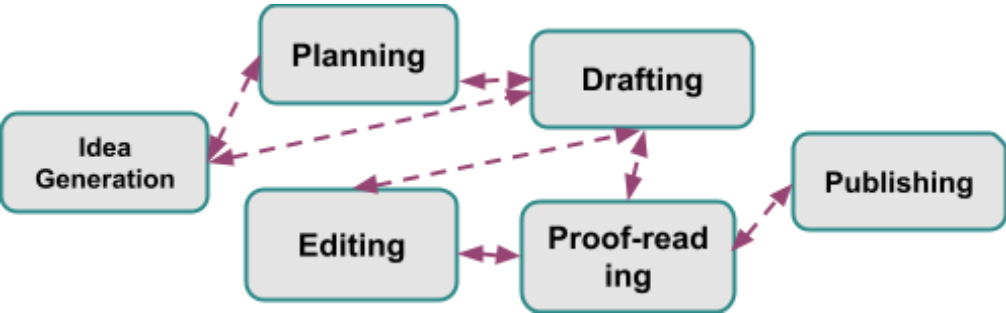 Planning
Drafting
Idea
Generation
Publishing
Editing
Proof-read
ing